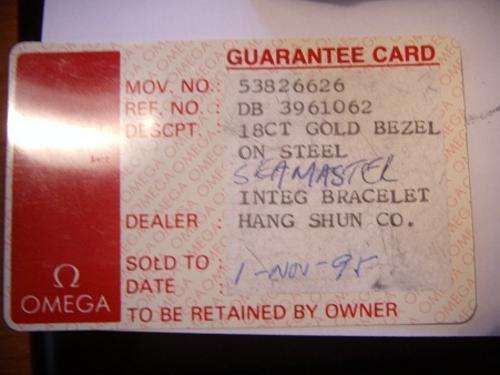 GUARANTEE CARD
MOV. NO.: 53826626
REF. NO. : DB 3961062
DESCPT. : 18CT GOLD BEZEL
ON STEEL
SEAMASTER
INTEG BRACELET
DEALER : HANG SHUN CO.
SOLD TO :
DATE : 1-NOV-95
Ω
OMEGA
TO BE RETAINED BY OWNER